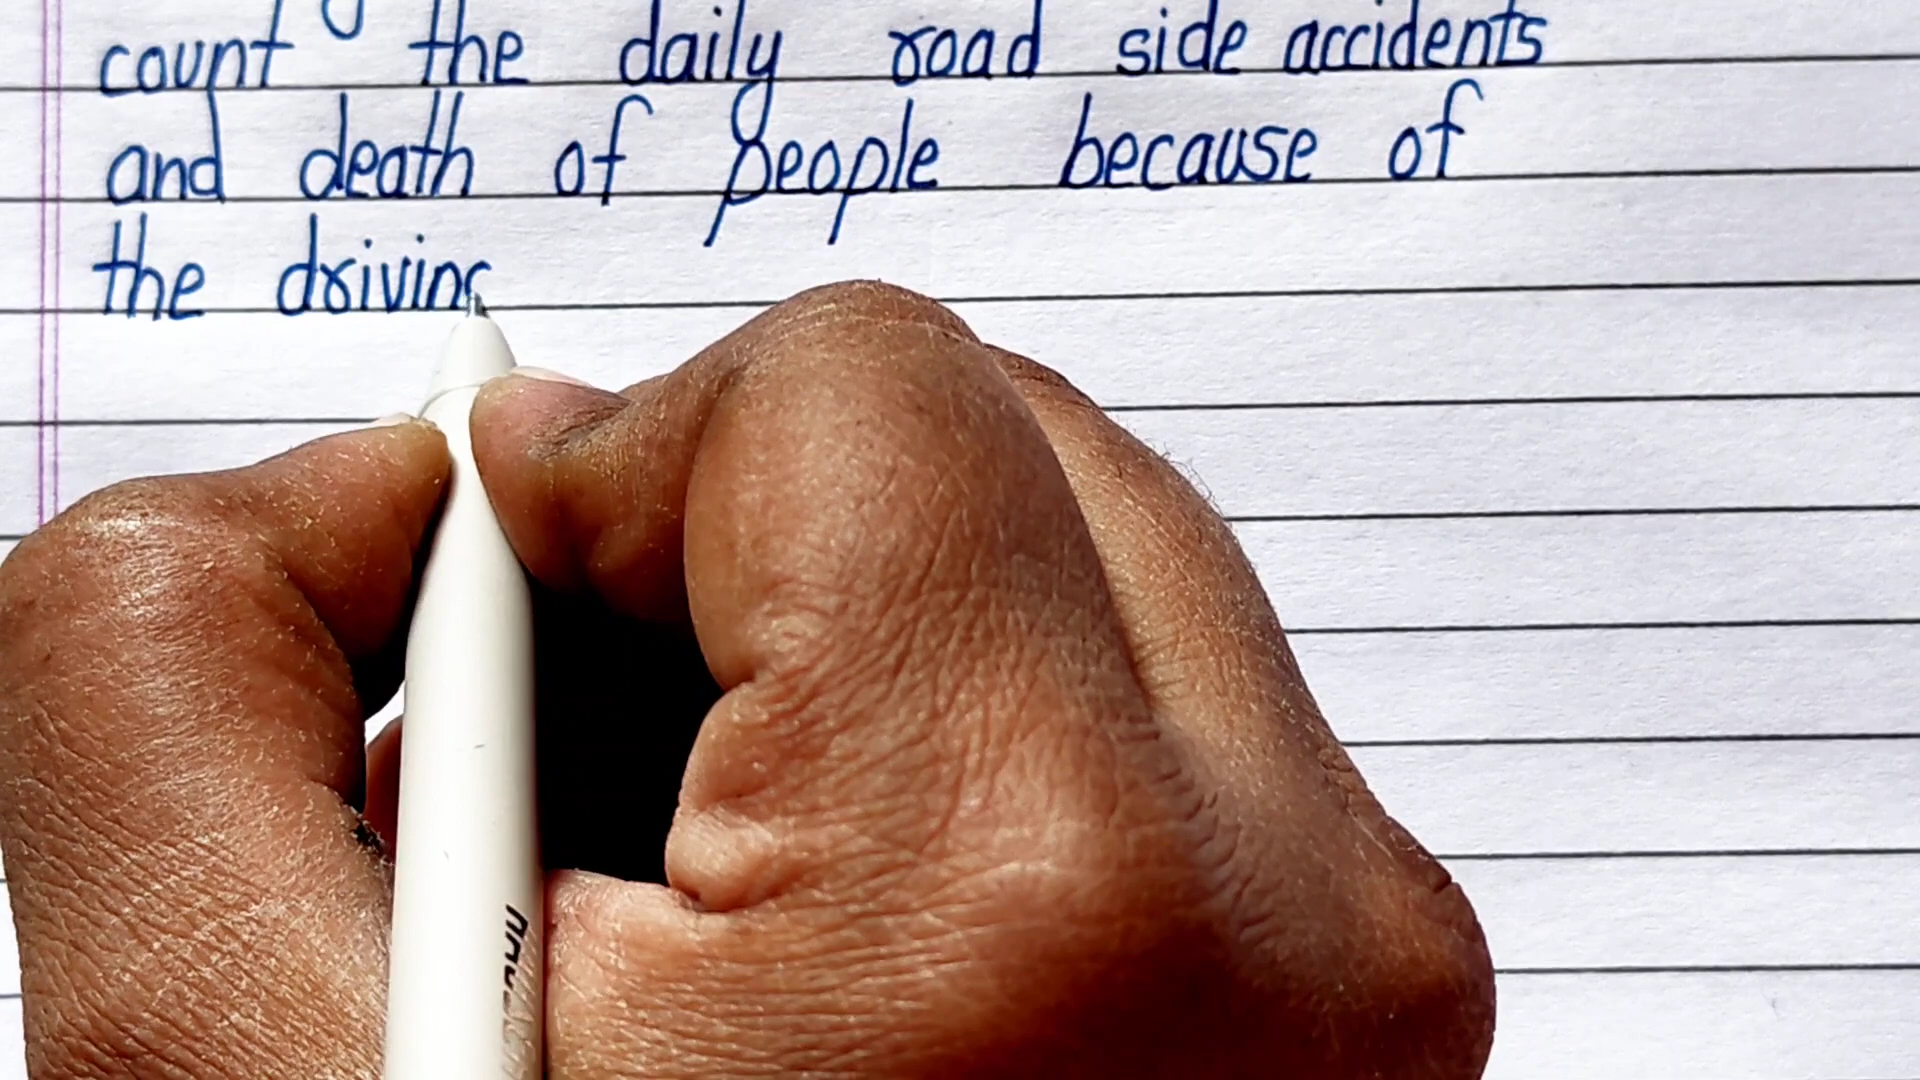 count the daily road side accidents
and death of people because of
the driving